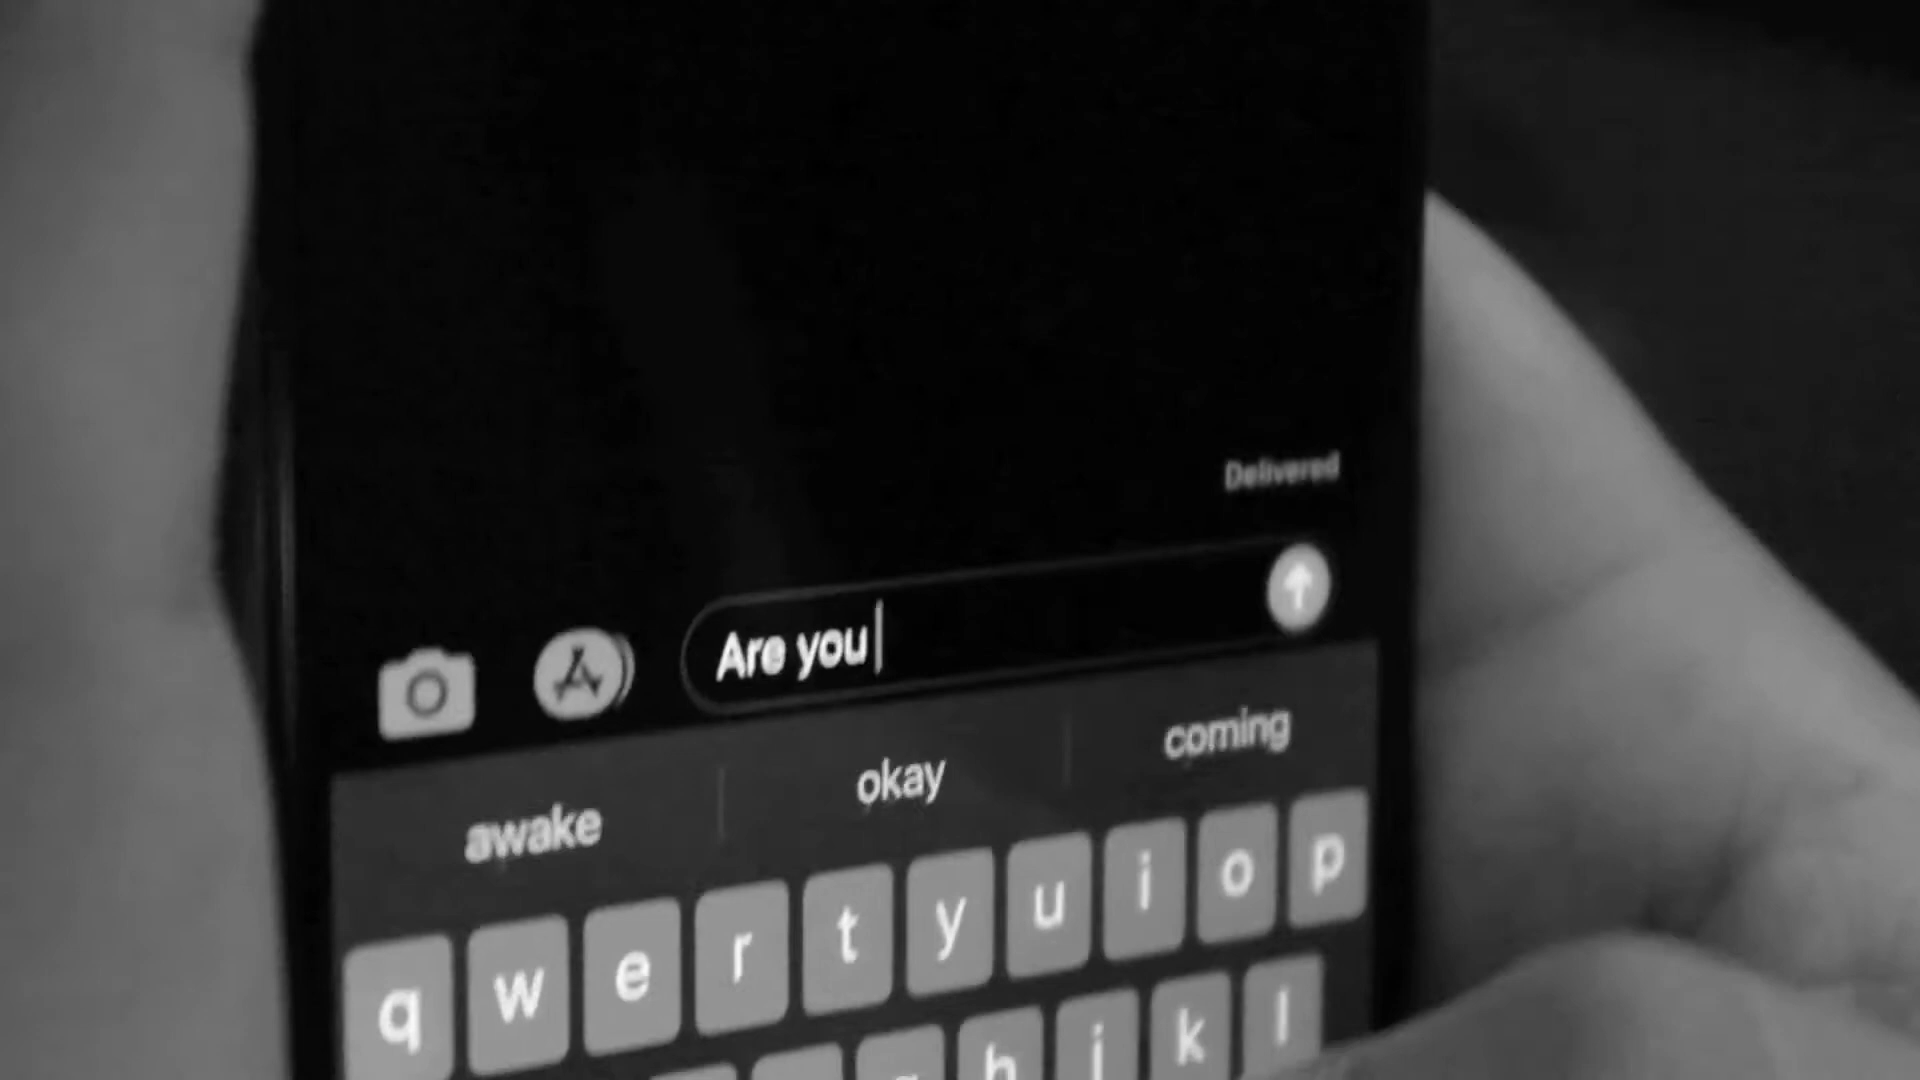 Delivered
Are you
awake okay coming
q w e r t y u i o p
h j k l